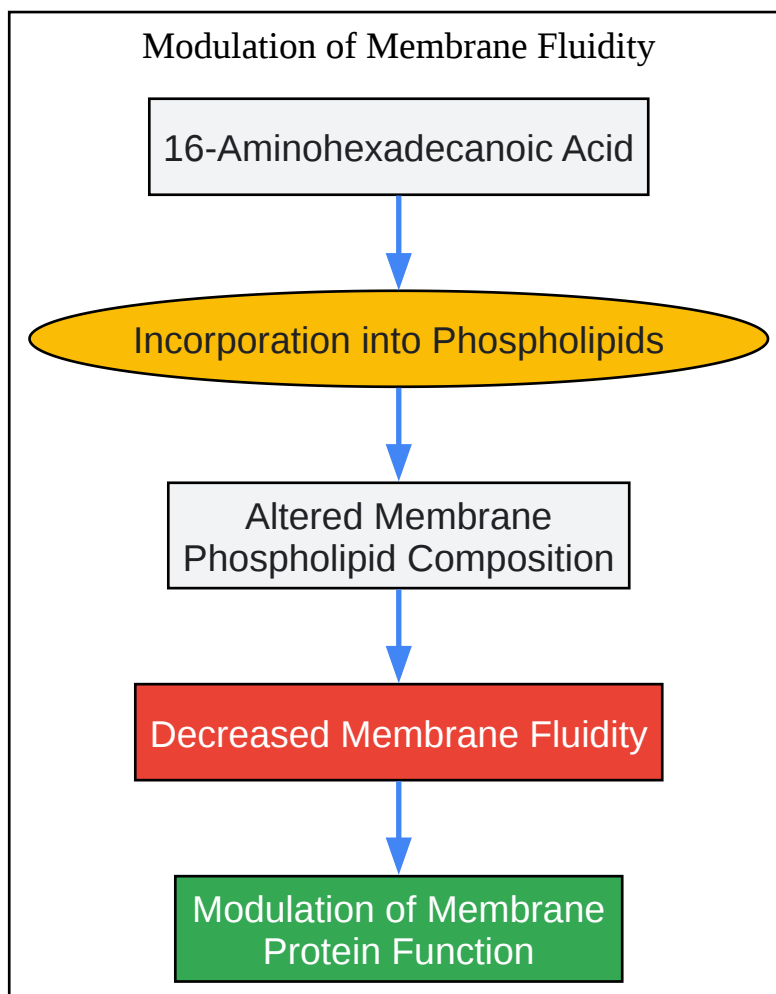 Modulation of Membrane Fluidity
16-Aminohexadecanoic Acid
Incorporation into Phospholipids
Altered Membrane
Phospholipid Composition
Decreased Membrane Fluidity
Modulation of Membrane
Protein Function